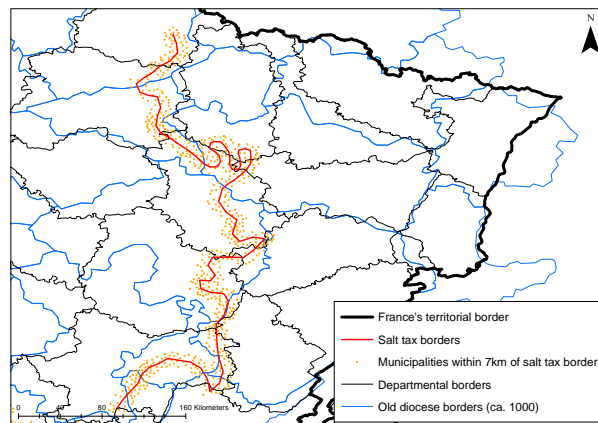 N
France's territorial border
Salt tax borders
Municipalities within 7km of salt tax border
Departmental borders
Old diocese borders (ca. 1000)
0 40 80 160 Kilometers